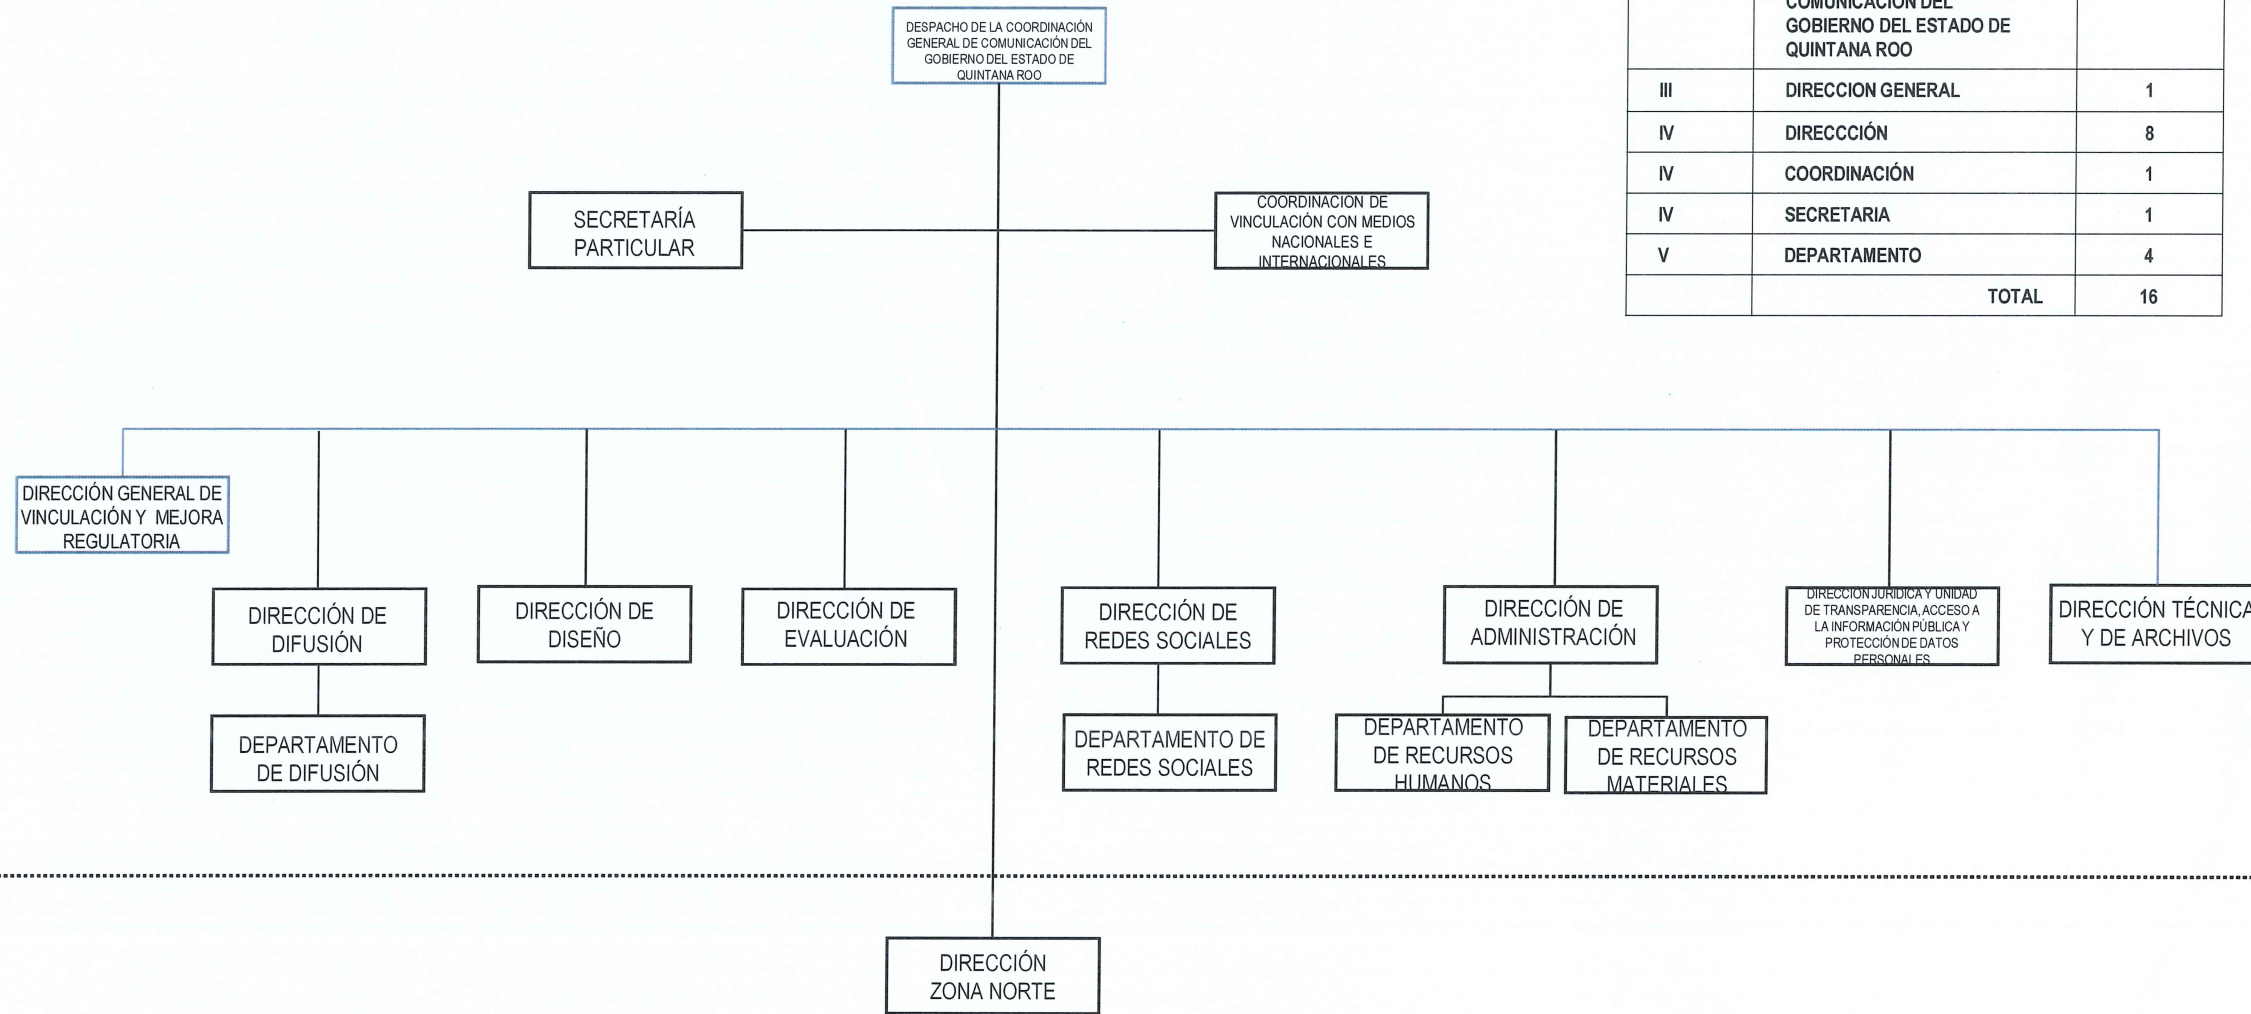 DESPACHO DE LA COORDINACIÓN
GENERAL DE COMUNICACIÓN DEL
GOBIERNO DEL ESTADO DE
QUINTANA ROO
COMUNICACIÓN DEL
GOBIERNO DEL ESTADO DE
QUINTANA ROO
III DIRECCION GENERAL 1
IV DIRECCCIÓN 8
IV COORDINACIÓN 1
IV SECRETARIA 1
V DEPARTAMENTO 4
TOTAL 16
SECRETARÍA
PARTICULAR
COORDINACION DE
VINCULACIÓN CON MEDIOS
NACIONALES E
INTERNACIONALES
DIRECCIÓN GENERAL DE
VINCULACIÓN Y MEJORA
REGULATORIA
DIRECCIÓN DE
DIFUSIÓN
DIRECCIÓN DE
DISEÑO
DIRECCIÓN DE
EVALUACIÓN
DIRECCIÓN DE
REDES SOCIALES
DIRECCIÓN DE
ADMINISTRACIÓN
DIRECCIÓN JURÍDICA Y UNIDAD
DE TRANSPARENCIA, ACCESO A
LA INFORMACIÓN PÚBLICA Y
PROTECCIÓN DE DATOS
PERSONALES
DIRECCIÓN TÉCNICA
Y DE ARCHIVOS
DEPARTAMENTO
DE DIFUSIÓN
DEPARTAMENTO DE
REDES SOCIALES
DEPARTAMENTO
DE RECURSOS
HUMANOS
DEPARTAMENTO
DE RECURSOS
MATERIALES
DIRECCIÓN
ZONA NORTE